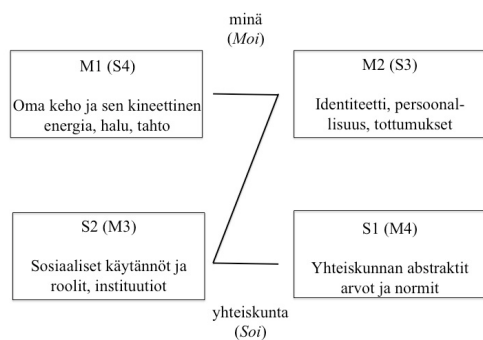 minä
(Moi)
M1 (S4)
Oma keho ja sen kineettinen
energia, halu, tahto
M2 (S3)
Identiteetti, persoonal-
lisuus, tottumukset
S2 (M3)
Sosiaaliset käytännöt ja
roolit, instituutiot
S1 (M4)
Yhteiskunnan abstraktit
arvot ja normit
yhteiskunta
(Soi)